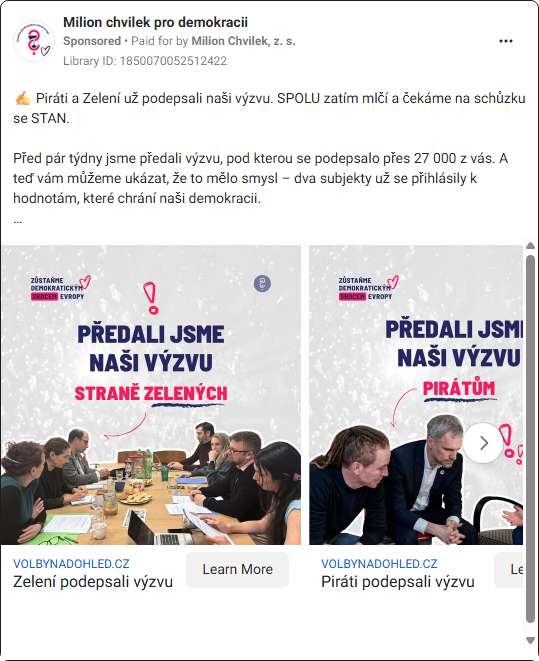 Milion chvilek pro demokracii
Sponsored • Paid for by Milion Chvilek, z. s.
Library ID: 1850070052512422
✍️ Piráti a Zelení už podepsali naši výzvu. SPOLU zatím mlčí a čekáme na schůzku
se STAN.
Před pár týdny jsme předali výzvu, pod kterou se podepsalo přes 27 000 z vás. A
teď vám můžeme ukázat, že to mělo smysl – dva subjekty už se přihlásily k
hodnotám, které chrání naši demokracii.
...
ZŮSTAŇME
DEMOKRATICKÝM
SRDCEM EVROPY
PŘEDALI JSME
NAŠI VÝZVU
STRANĚ ZELENÝCH
VOLBYNADOHLED.CZ
Zelení podepsali výzvu
Learn More
ZŮSTAŇME
DEMOKRATICKÝM
SRDCEM EVROPY
PŘEDALI JSM
NAŠI VÝZVU
PIRÁTŮM
VOLBYNADOHLED.CZ
Piráti podepsali výzvu
Le